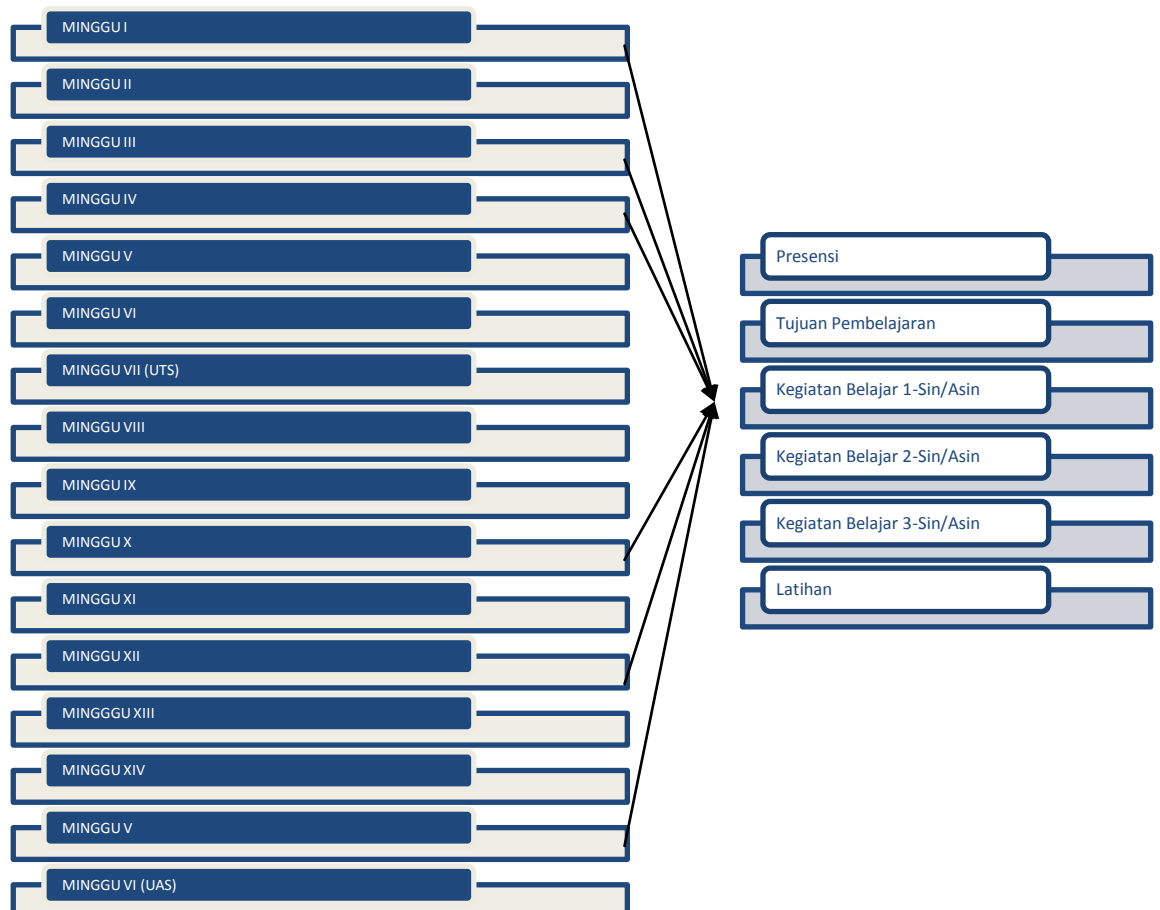 MINGGU I
MINGGU II
MINGGU III
MINGGU IV
MINGGU V
MINGGU VI
MINGGU VII (UTS)
MINGGU VIII
MINGGU IX
MINGGU X
MINGGU XI
MINGGU XII
MINGGGU XIII
MINGGU XIV
MINGGU V
MINGGU VI (UAS)
Presensi
Tujuan Pembelajaran
Kegiatan Belajar 1-Sin/Asin
Kegiatan Belajar 2-Sin/Asin
Kegiatan Belajar 3-Sin/Asin
Latihan